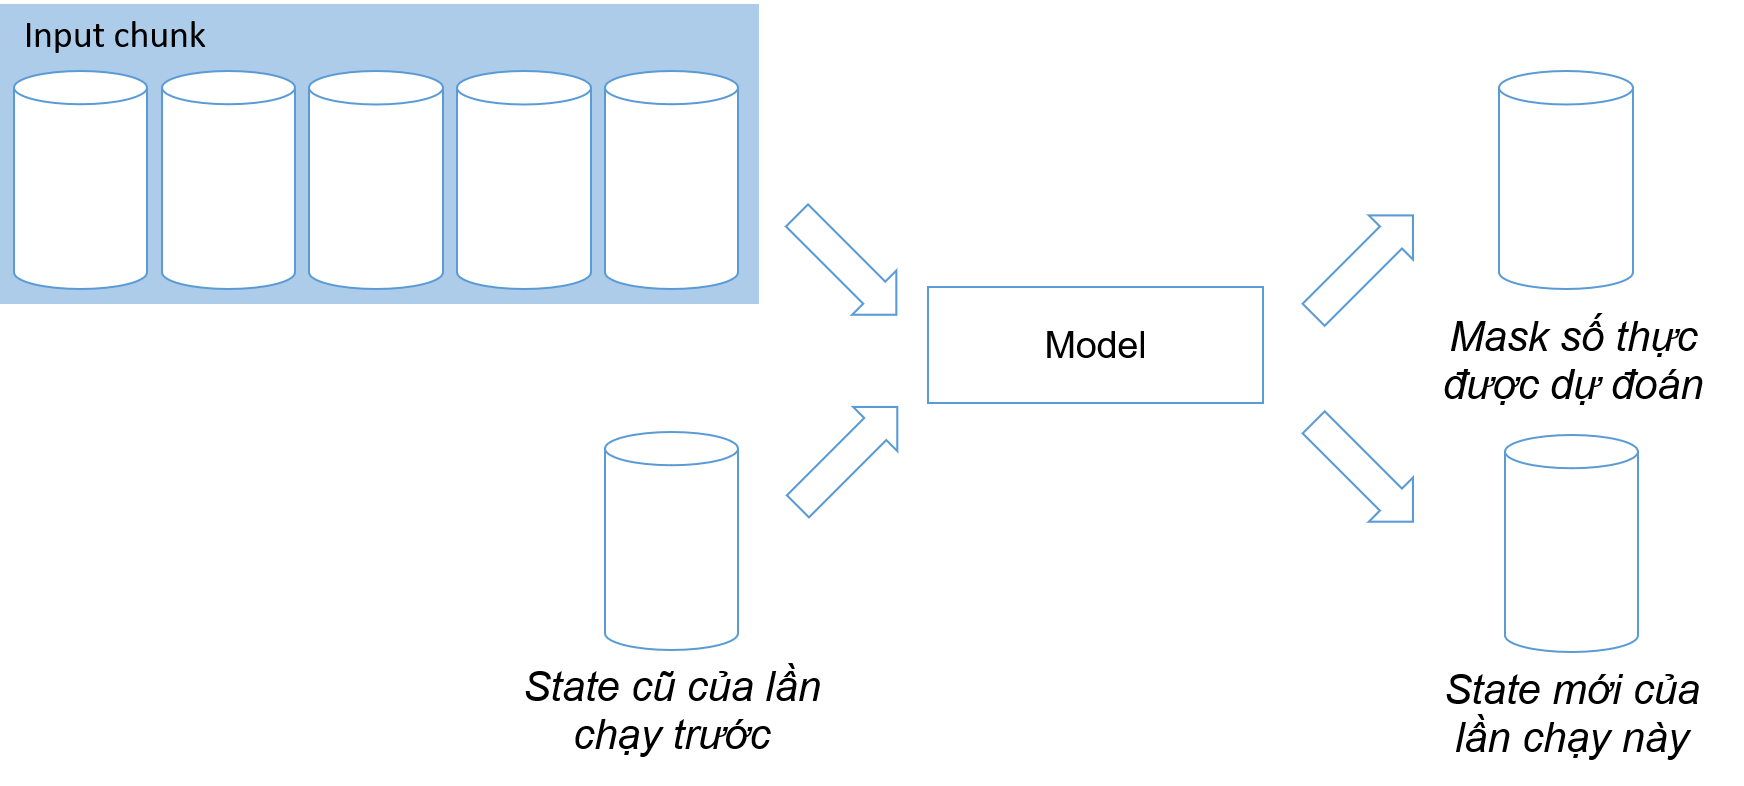 Input chunk
Model
Mask số thực
được dự đoán
State cũ của lần
chạy trước
State mới của
lần chạy này